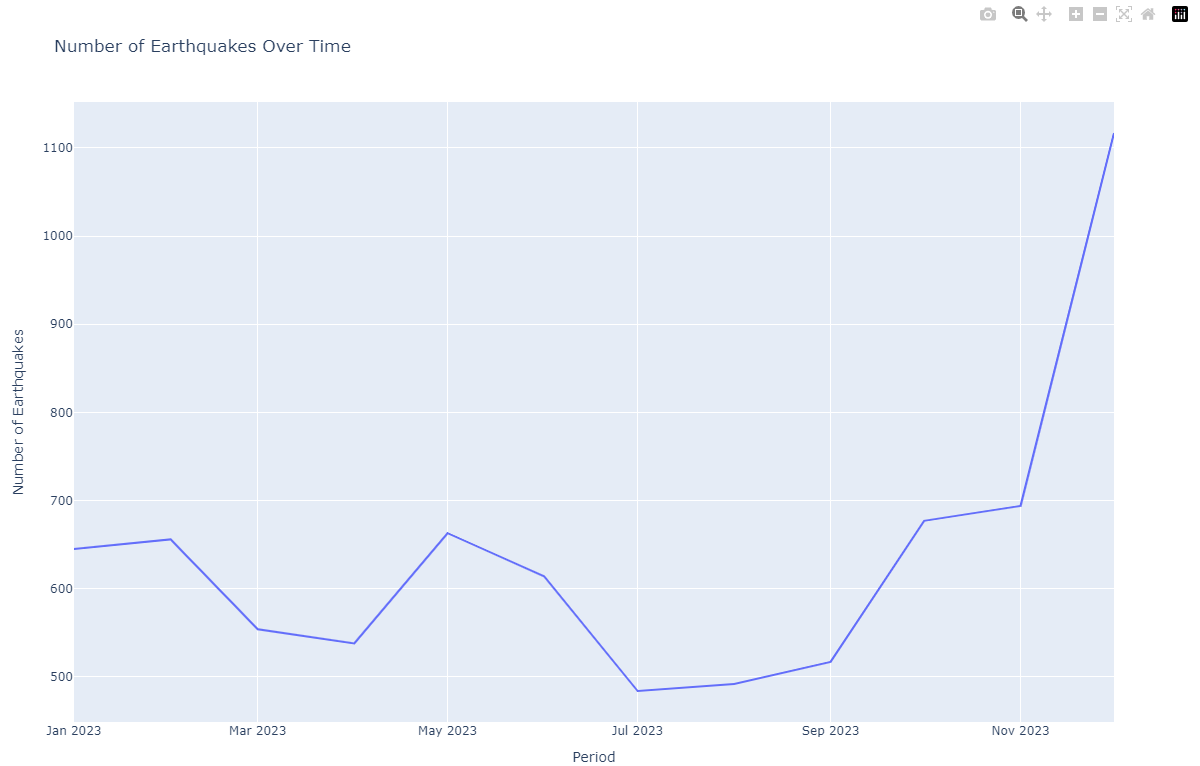 Number of Earthquakes Over Time
1100
1000
900
800
700
600
500
Number of Earthquakes
Jan 2023
Mar 2023
May 2023
Jul 2023
Sep 2023
Nov 2023
Period